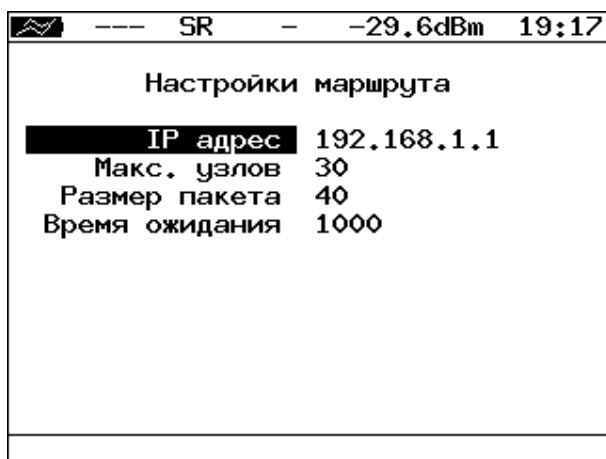 --- SR - -29.6dBm 19:17
Настройки маршрута
IP адрес 192.168.1.1
Макс. узлов 30
Размер пакета 40
Время ожидания 1000